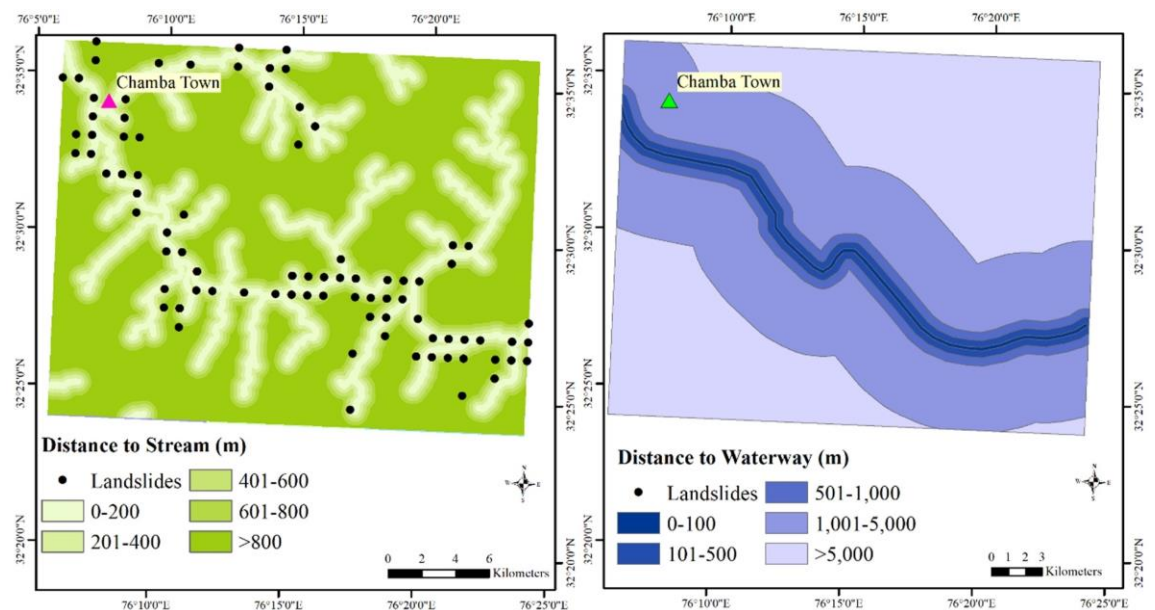 76°5'0"E 76°10'0"E 76°15'0"E 76°20'0"E
32°35'0"N
32°30'0"N
32°25'0"N
32°20'0"N
Chamba Town
32°35'0"N
32°30'0"N
32°25'0"N
32°20'0"N
Distance to Stream (m)
Landslides
0-200
201-400
401-600
601-800
>800
N
W E
S
0 2 4 6
Kilometers
76°10'0"E 76°15'0"E 76°20'0"E 76°25'0"E
76°10'0"E 76°15'0"E 76°20'0"E
32°35'0"N
32°30'0"N
32°25'0"N
32°20'0"N
Chamba Town
32°35'0"N
32°30'0"N
32°25'0"N
32°20'0"N
Distance to Waterway (m)
Landslides
0-100
101-500
501-1,000
1,001-5,000
>5,000
N
W E
S
0 1 2 3
Kilometers
76°10'0"E 76°15'0"E 76°20'0"E 76°25'0"E